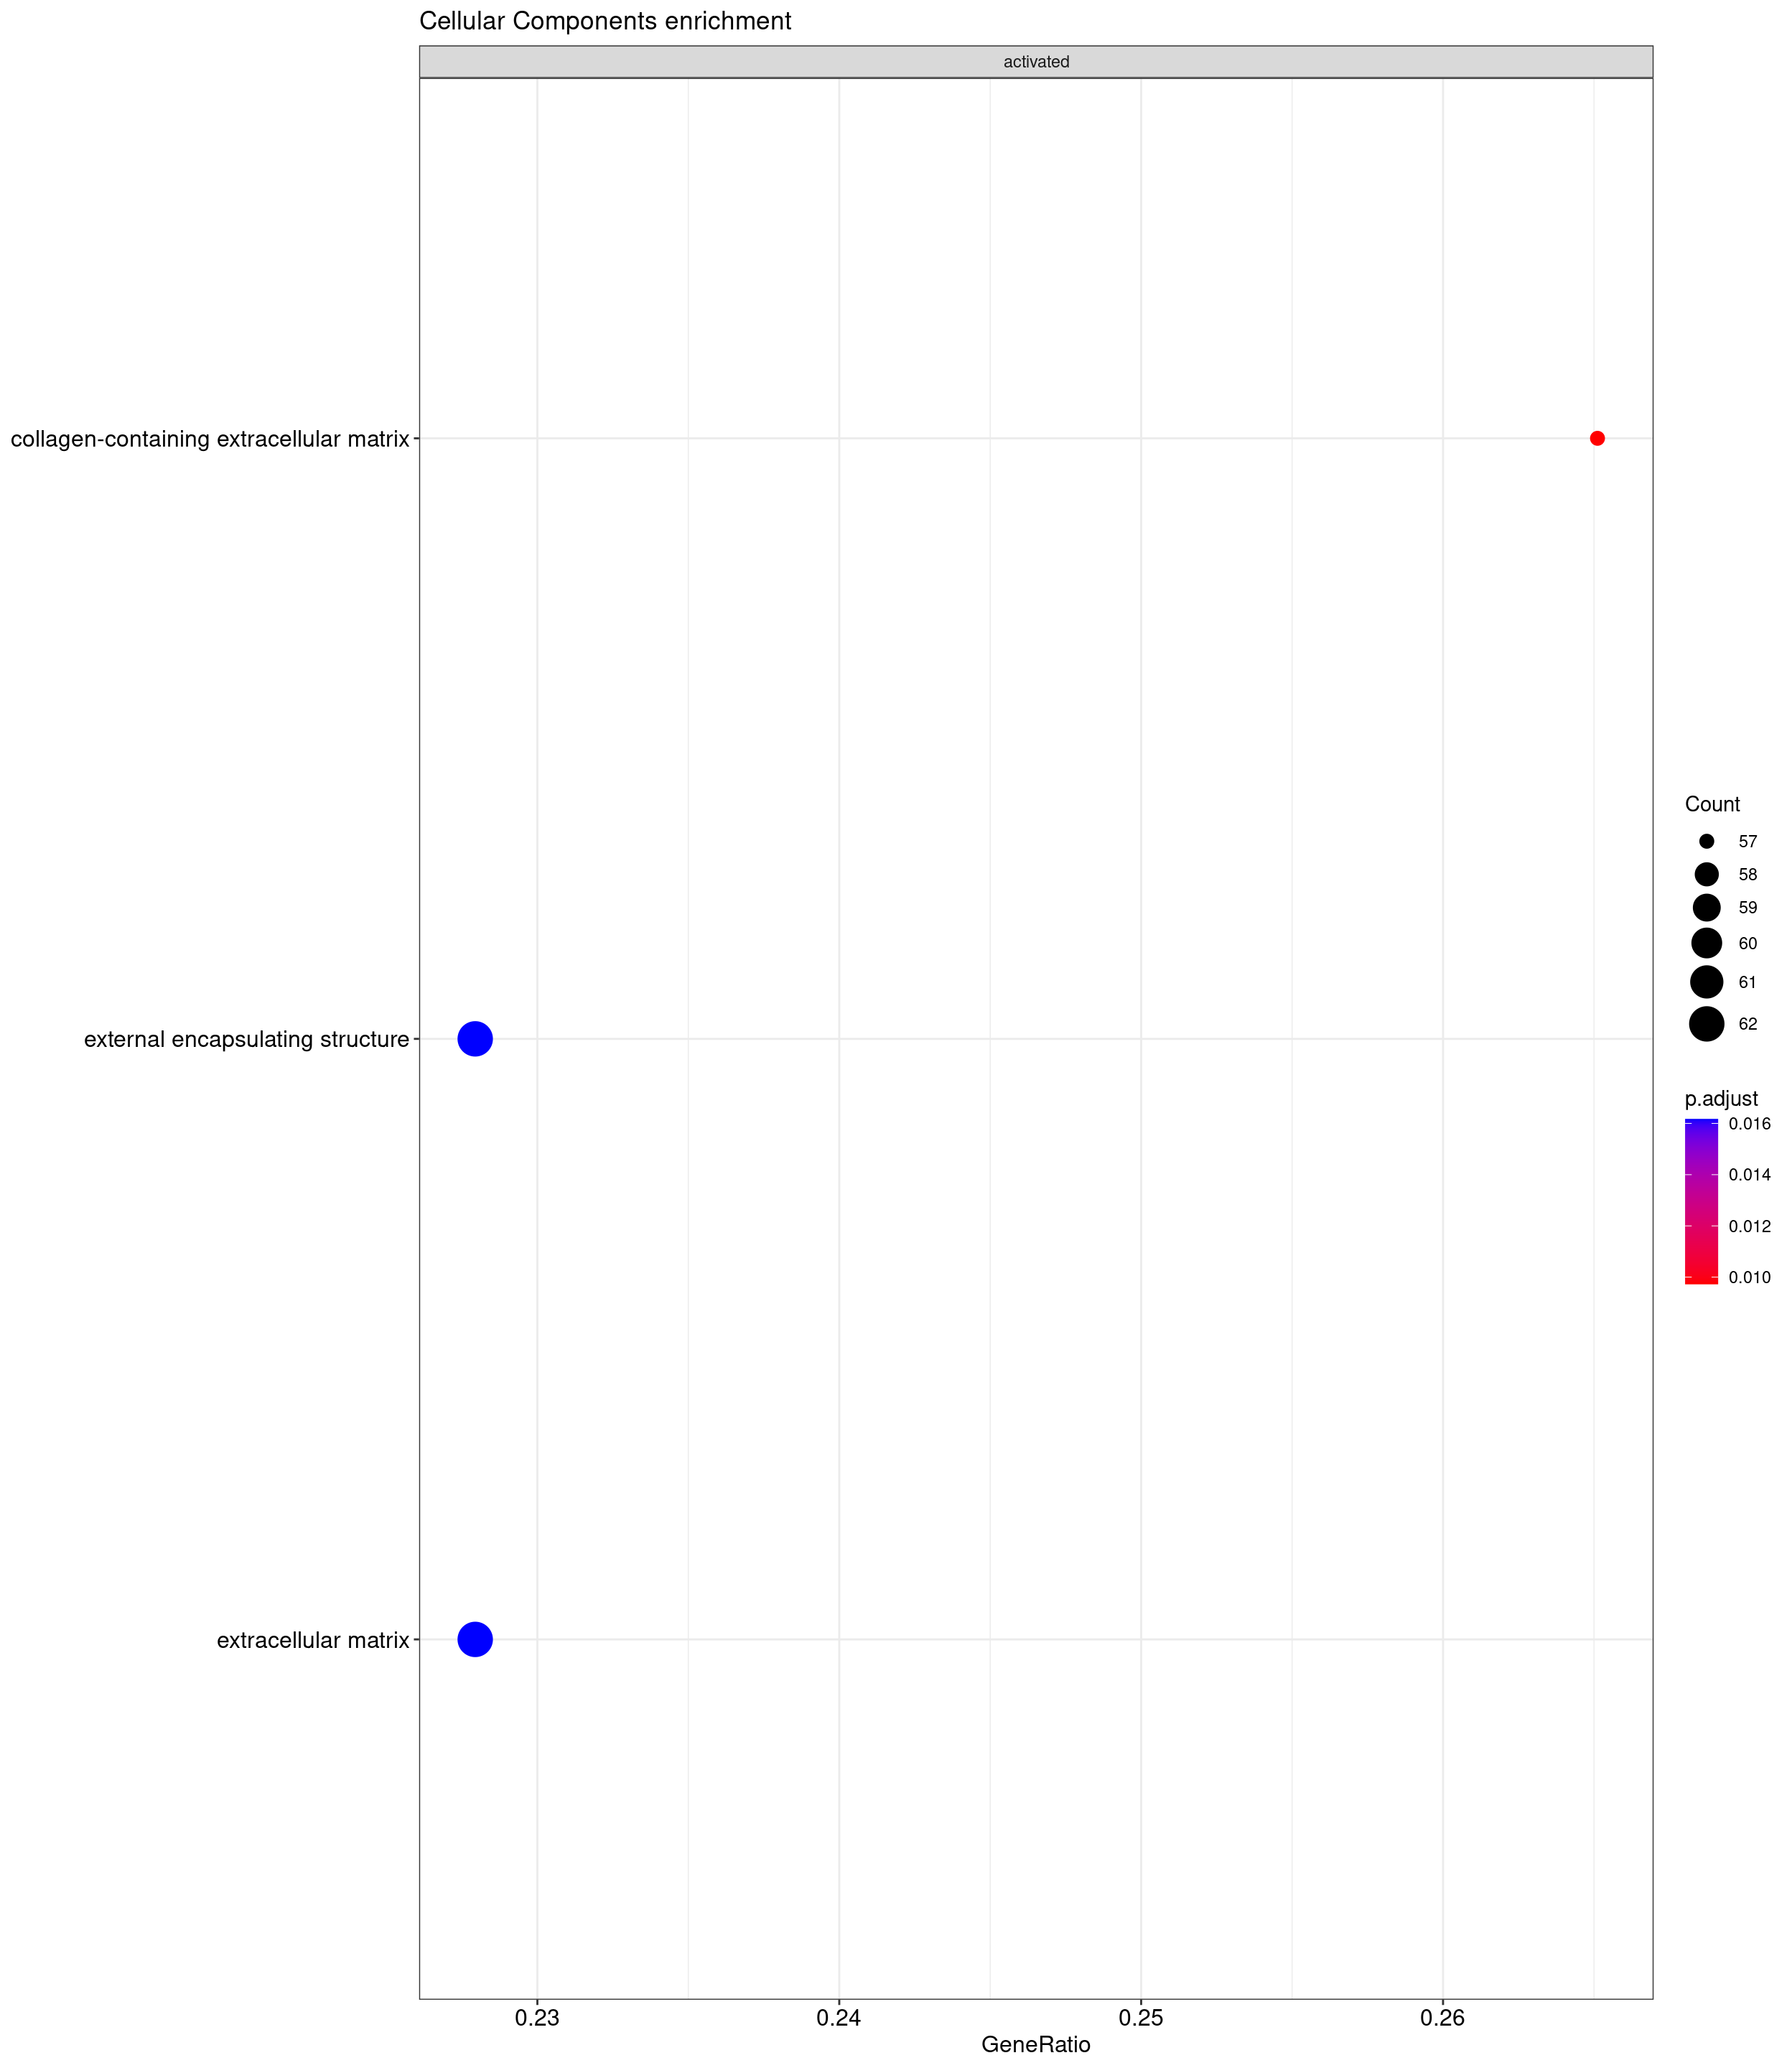 Cellular Components enrichment
activated
collagen-containing extracellular matrix
external encapsulating structure
extracellular matrix
0.23
0.24
0.25
0.26
GeneRatio
Count
57
58
59
60
61
62
p.adjust
0.016
0.014
0.012
0.010